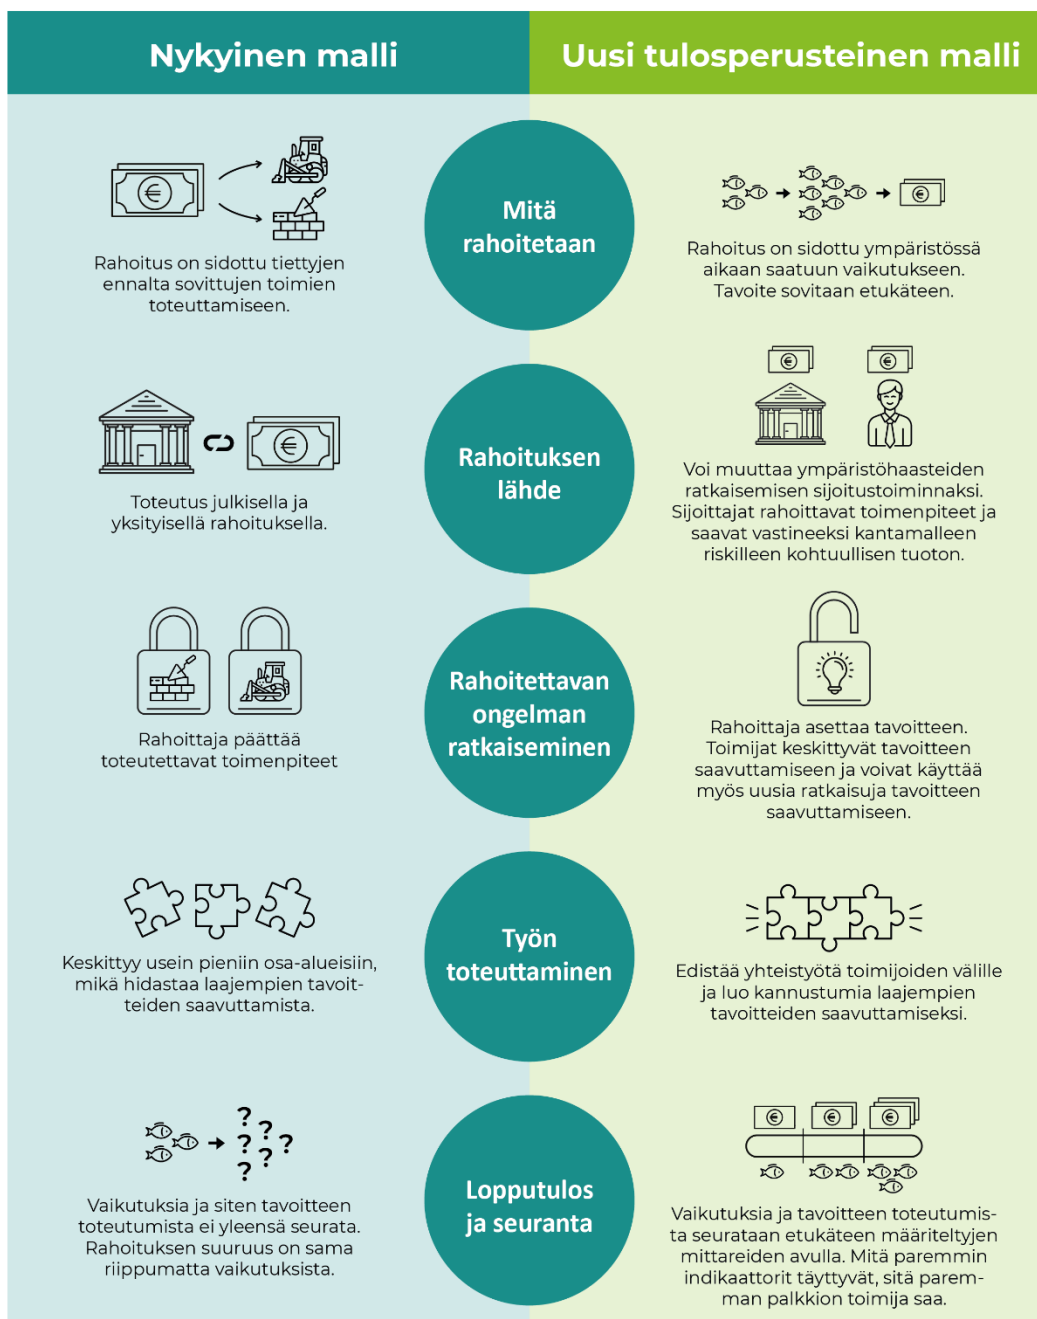 Nykyinen malli
Uusi tulosperusteinen malli
Mitä
rahoitetaan
Rahoitus on sidottu tiettyjen
ennalta sovittujen toimien
toteuttamiseen.
Rahoitus on sidottu ympäristössä
aikaan saatuun vaikutukseen.
Tavoite sovitaan etukäteen.
Rahoituksen
lähde
Toteutus julkisella ja
yksityisellä rahoituksella.
Voi muuttaa ympäristöhaasteiden
ratkaisemisen sijoitustoiminnaksi.
Sijoittajat rahoittavat toimenpiteet ja
saavat vastineeksi kantamalleen
riskilleen kohtuullisen tuoton.
Rahoitettavan
ongelman
ratkaiseminen
Rahoittaja päättää
toteutettavat toimenpiteet
Rahoittaja asettaa tavoitteen.
Toimijat keskittyvät tavoitteen
saavuttamiseen ja voivat käyttää
myös uusia ratkaisuja tavoitteen
saavuttamiseen.
Työn
toteuttaminen
Keskittyy usein pieniin osa-alueisiin,
mikä hidastaa laajempien tavoit-
teiden saavuttamista.
Edistää yhteistyötä toimijoiden välille
ja luo kannustumia laajempien
tavoitteiden saavuttamiseksi.
Lopputulos
ja seuranta
? ? ? ? ? ?
Vaikutuksia ja siten tavoitteen
toteutumista ei yleensä seurata.
Rahoituksen suuruus on sama
riippumatta vaikutuksista.
Vaikutuksia ja tavoitteen toteutumis-
ta seurataan etukäteen määriteltyjen
mittareiden avulla. Mitä paremmin
indikaattorit täyttyvät, sitä parem-
man palkkion toimija saa.